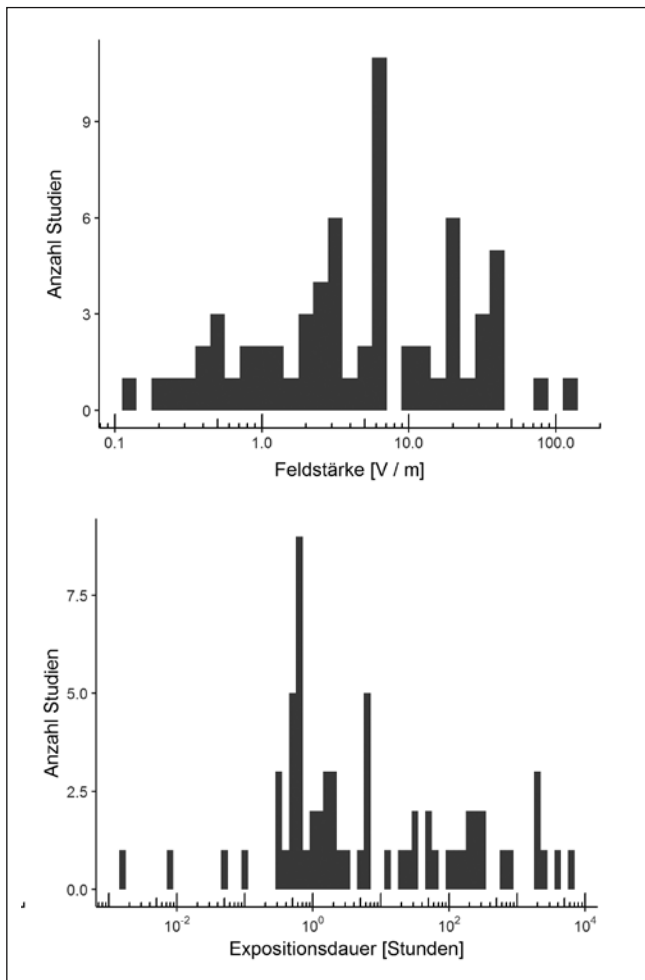 Anzahl Studien
9
6
3
0
0.1 1.0 10.0 100.0
Feldstärke [V / m]
Anzahl Studien
7.5
5.0
2.5
0.0
10⁻² 10⁰ 10² 10⁴
Expositionsdauer [Stunden]